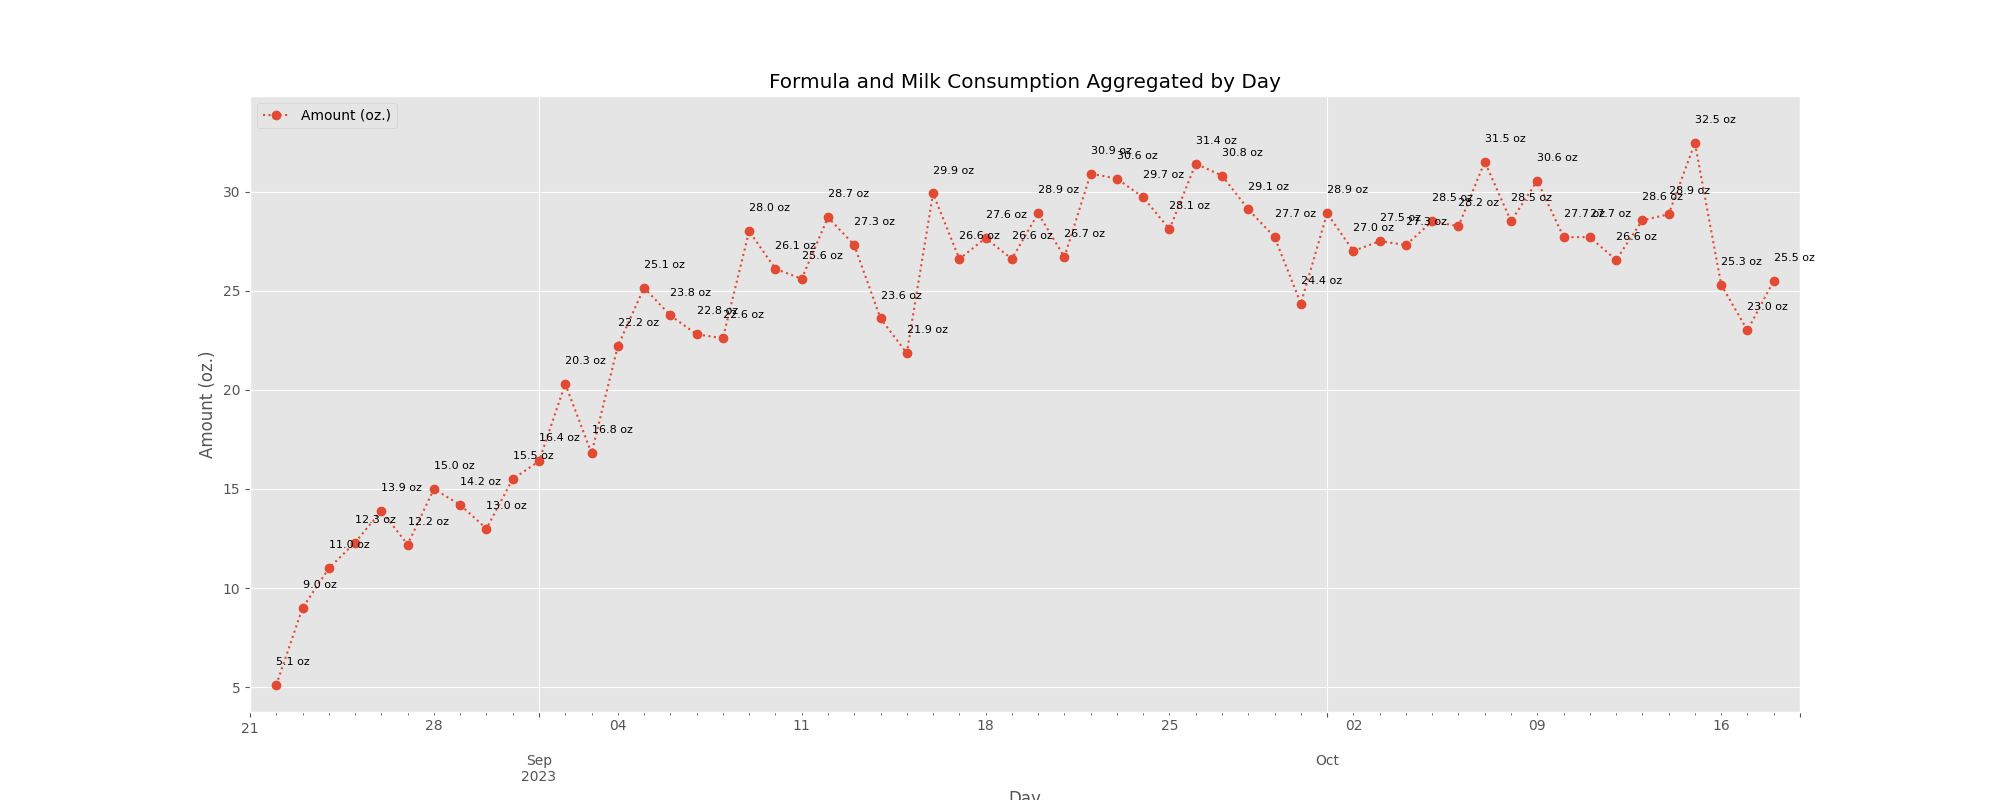 Formula and Milk Consumption Aggregated by Day
Amount (oz.)
Amount (oz.)
30
25
20
15
10
5
5.1 oz
9.0 oz
11.0 oz
12.3 oz
13.9 oz
12.2 oz
15.0 oz
14.2 oz
13.0 oz
15.5 oz
16.4 oz
20.3 oz
16.8 oz
22.2 oz
25.1 oz
23.8 oz
22.8 oz
22.6 oz
28.0 oz
26.1 oz
25.6 oz
28.7 oz
27.3 oz
23.6 oz
21.9 oz
29.9 oz
26.6 oz
27.6 oz
26.6 oz
28.9 oz
26.7 oz
30.9 oz
30.6 oz
29.7 oz
28.1 oz
31.4 oz
30.8 oz
29.1 oz
27.7 oz
24.4 oz
28.9 oz
27.0 oz
27.5 oz
27.3 oz
28.5 oz
28.2 oz
31.5 oz
28.5 oz
30.6 oz
27.7 oz
27.7 oz
26.6 oz
28.6 oz
28.9 oz
32.5 oz
25.3 oz
23.0 oz
25.5 oz
21 28 04 11 18 25 02 09 16
Sep Oct
2023
Day